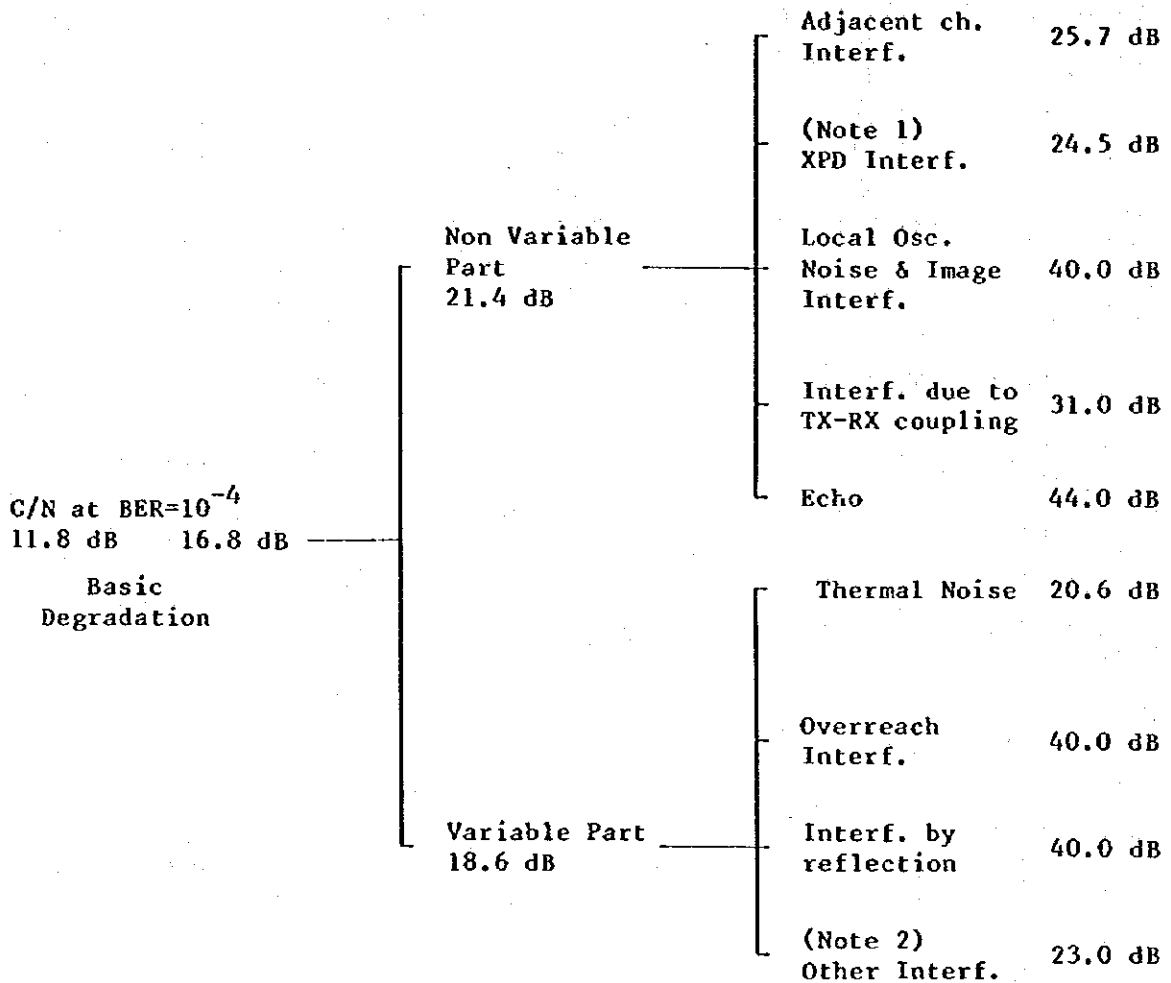 Adjacent ch.
Interf.
25.7 dB
(Note 1)
XPD Interf.
24.5 dB
Non Variable
Part
21.4 dB
Local Osc.
Noise & Image
Interf.
40.0 dB
Interf. due to
TX-RX coupling
31.0 dB
Echo
44.0 dB
C/N at BER=10^-4
11.8 dB 16.8 dB
Basic
Degradation
Thermal Noise 20.6 dB
Overreach
Interf.
40.0 dB
Variable Part
18.6 dB
Interf. by
reflection
40.0 dB
(Note 2)
Other Interf.
23.0 dB